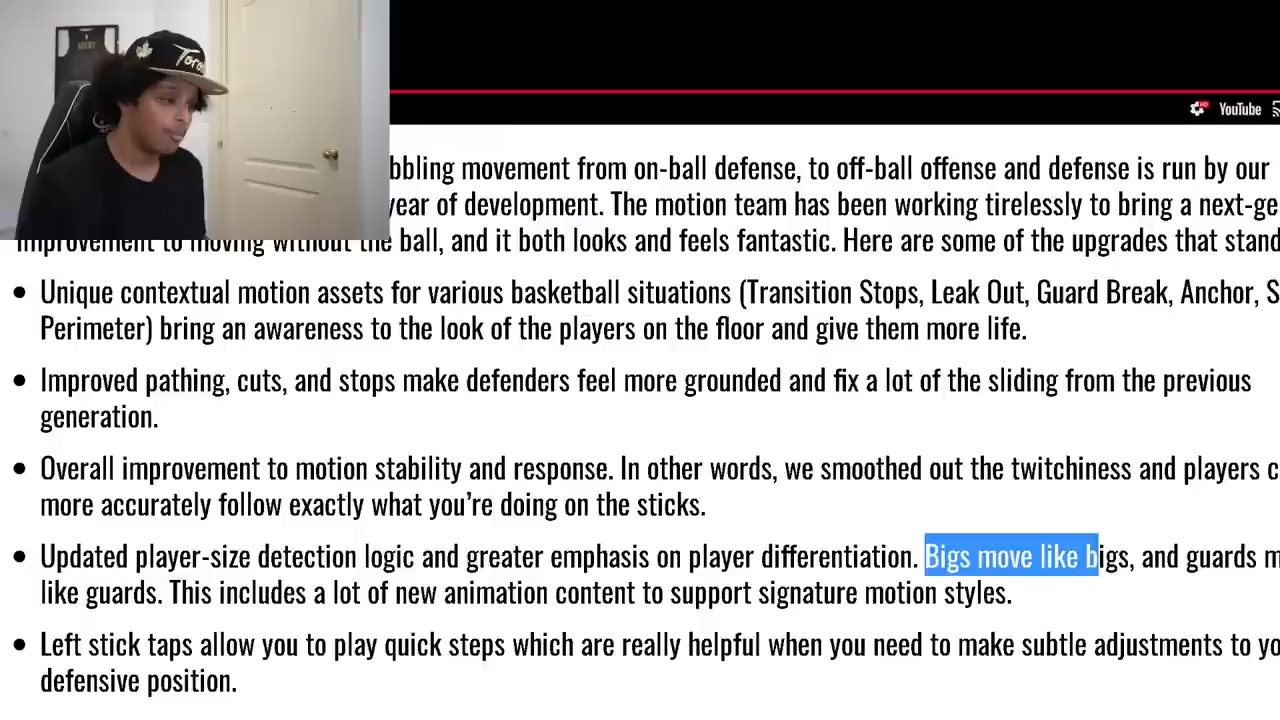 YouTube
bbling movement from on-ball defense, to off-ball offense and defense is run by our
year of development. The motion team has been working tirelessly to bring a next-ge
improvement to moving without the ball, and it both looks and feels fantastic. Here are some of the upgrades that stand
• Unique contextual motion assets for various basketball situations (Transition Stops, Leak Out, Guard Break, Anchor, S
Perimeter) bring an awareness to the look of the players on the floor and give them more life.
• Improved pathing, cuts, and stops make defenders feel more grounded and fix a lot of the sliding from the previous
generation.
• Overall improvement to motion stability and response. In other words, we smoothed out the twitchiness and players c
more accurately follow exactly what you're doing on the sticks.
• Updated player-size detection logic and greater emphasis on player differentiation. Bigs move like bigs, and guards m
like guards. This includes a lot of new animation content to support signature motion styles.
• Left stick taps allow you to play quick steps which are really helpful when you need to make subtle adjustments to yo
defensive position.